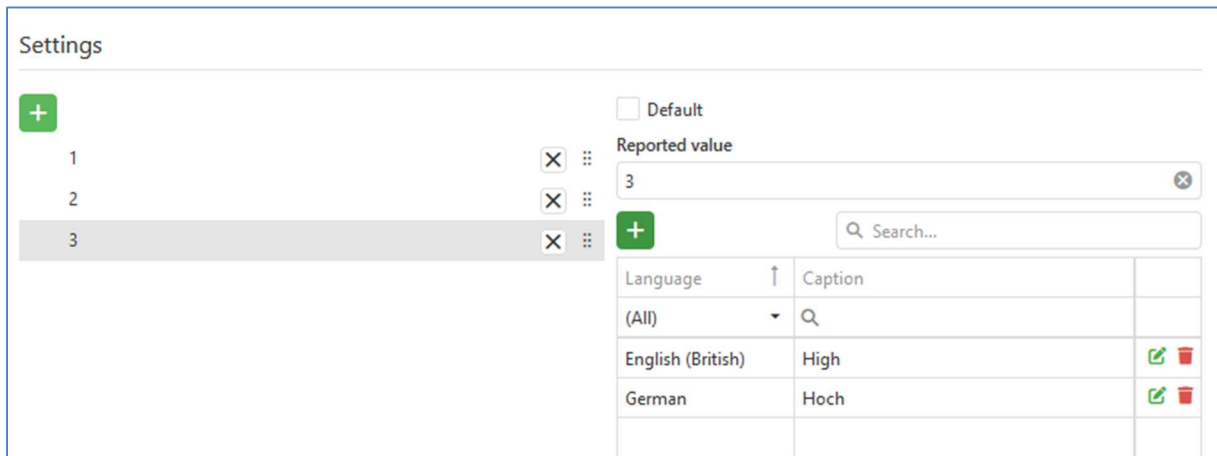 Settings
1
2
3
Default
Reported value
3
Search...
Language Caption
(All)
English (British) High
German Hoch